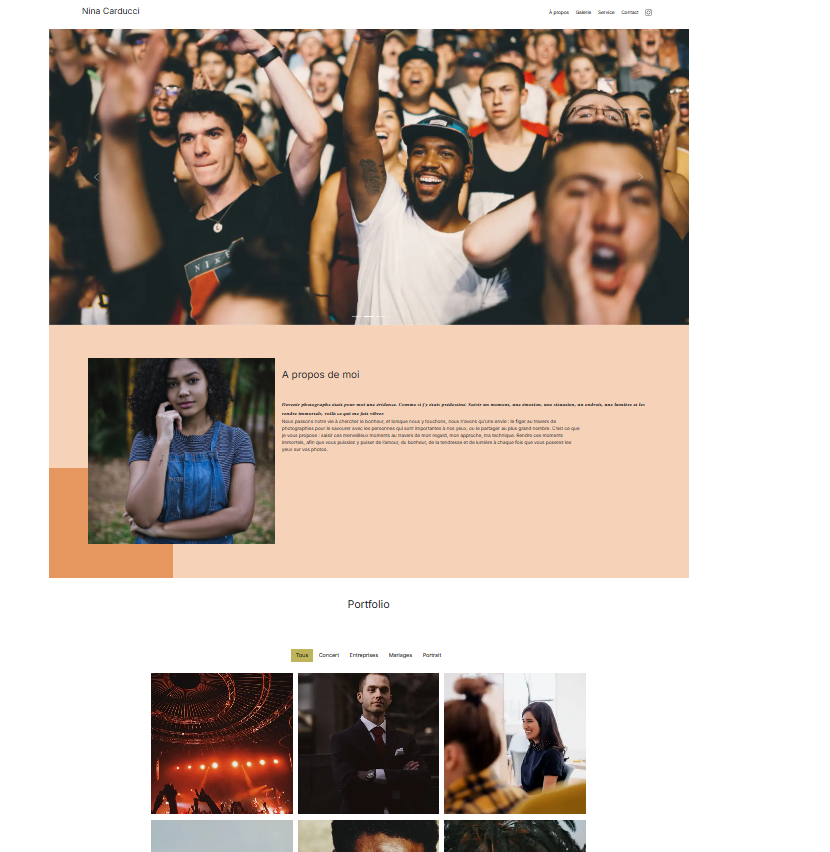 Nina Carducci
À propos Galerie Service Contact
NIKE
A propos de moi
Devenir photographe était pour moi une évidence. Comme si j'y étais prédestiné. Saisir un moment, une émotion, une situation, un endroit, une lumière et les
rendre immortels, voilà ce qui me fait vibrer.
Nous passons notre vie à chercher le bonheur, et lorsque nous y touchons, nous n'avons qu'une envie : le figer au travers de
photographies pour le savourer avec les personnes qui sont importantes à nos yeux, ou le partager au plus grand nombre. C'est ce que
je vous propose : saisir ces merveilleux moments au travers de mon regard, mon approche, ma technique. Rendre ces moments
immortels, afin que vous puissiez y puiser de l'amour, du bonheur, de la tendresse et de lumière à chaque fois que vous poserez les
yeux sur vos photos.
Portfolio
Tous Concert Entreprises Mariages Portrait